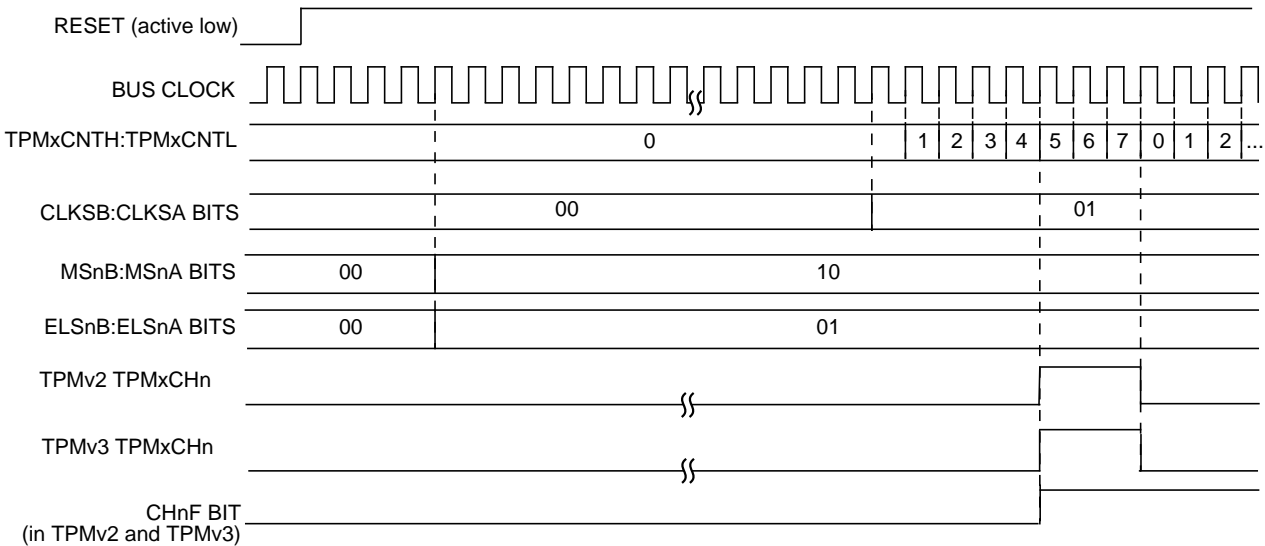 RESET (active low)
BUS CLOCK
TPMxCNTH:TPMxCNTL 0 1 2 3 4 5 6 7 0 1 2 ...
CLKSB:CLKSA BITS 00 01
MSnB:MSnA BITS 00 10
ELSnB:ELSnA BITS 00 01
TPMv2 TPMxCHn
TPMv3 TPMxCHn
CHnF BIT
(in TPMv2 and TPMv3)